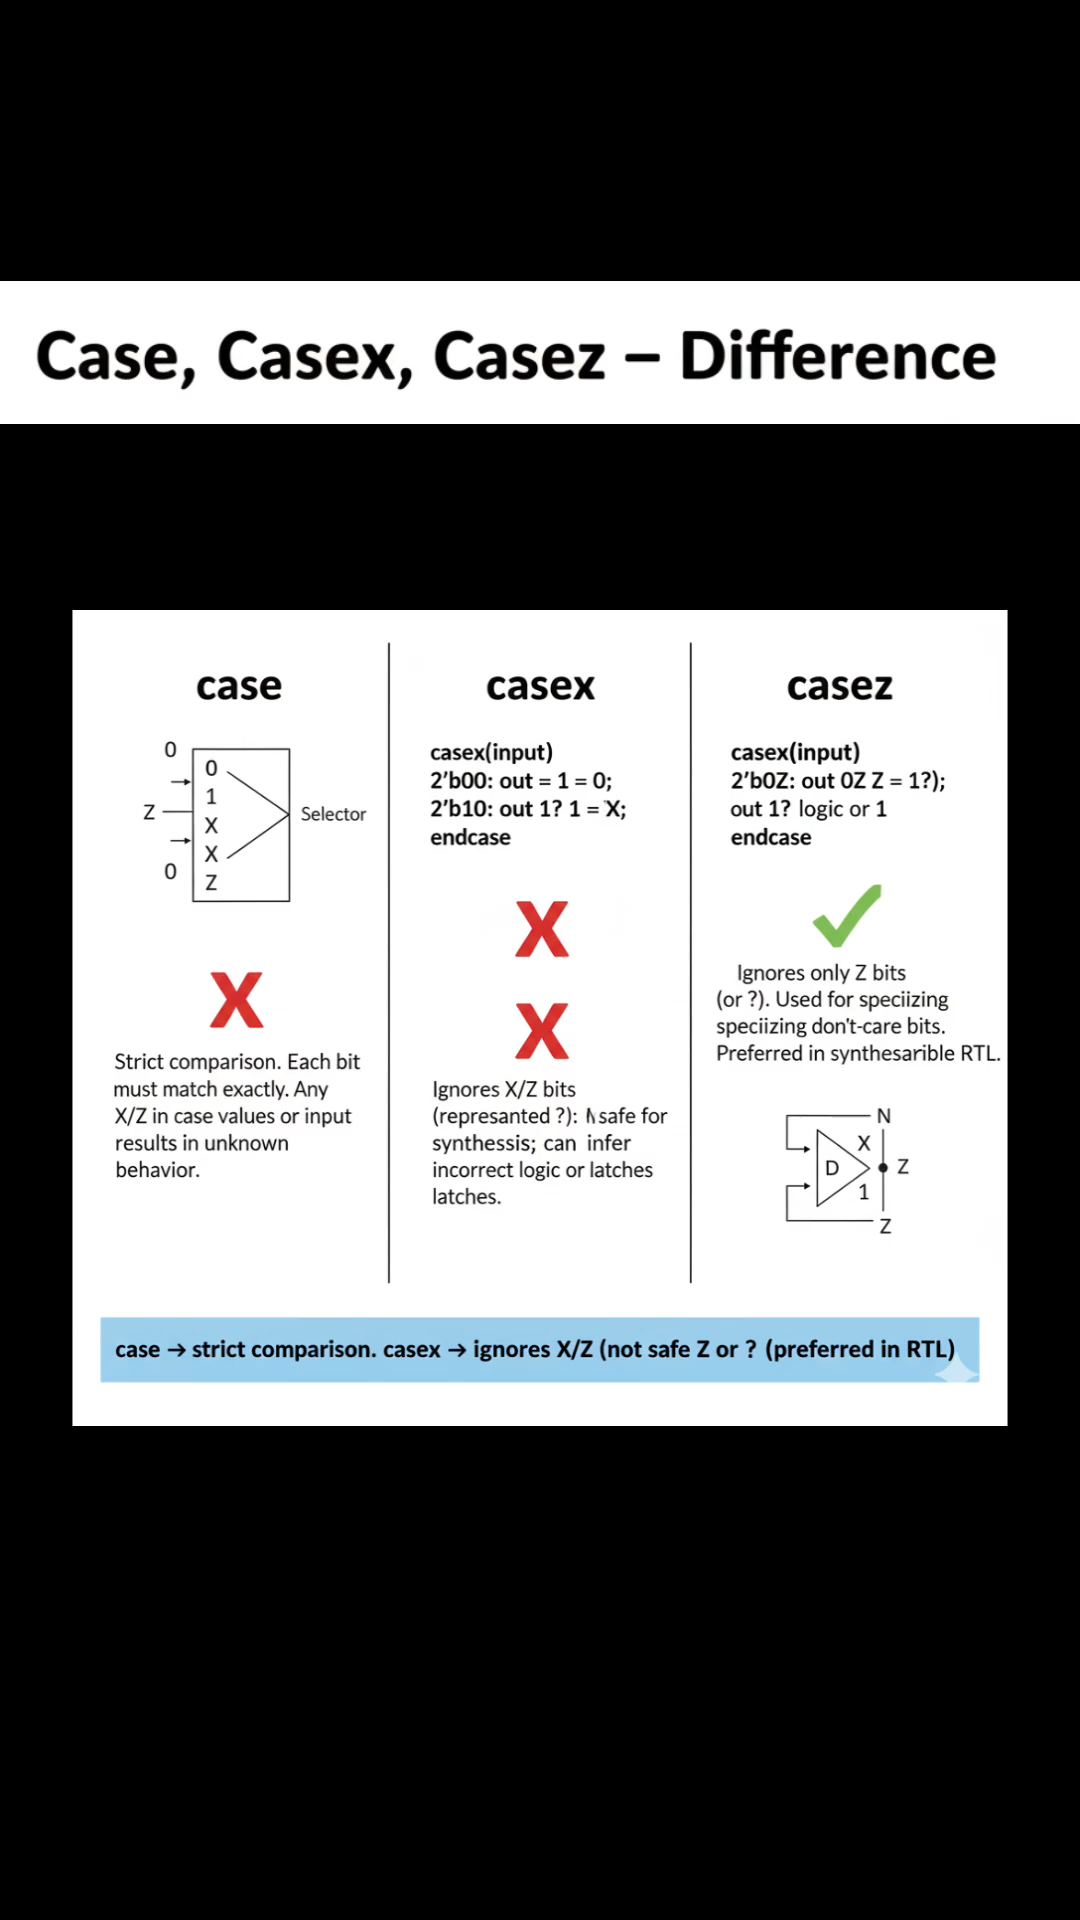 Case, Casex, Casez – Difference
case
0
Z
0
0
1
X
X
Z
Selector
X
Strict comparison. Each bit
must match exactly. Any
X/Z in case values or input
results in unknown
behavior.
casex
casex(input)
2'b00: out = 1 = 0;
2'b10: out 1? 1 = X;
endcase
X
X
Ignores X/Z bits
(represanted ?): safe for
synthessis; can infer
incorrect logic or latches
latches.
casez
casex(input)
2'b0Z: out 0Z Z = 1?);
out 1? logic or 1
endcase
Ignores only Z bits
(or ?). Used for speciizing
speciizing don't-care bits.
Preferred in synthesarible RTL.
N
X
D
Z
1
Z
case → strict comparison. casex → ignores X/Z (not safe Z or ? (preferred in RTL)